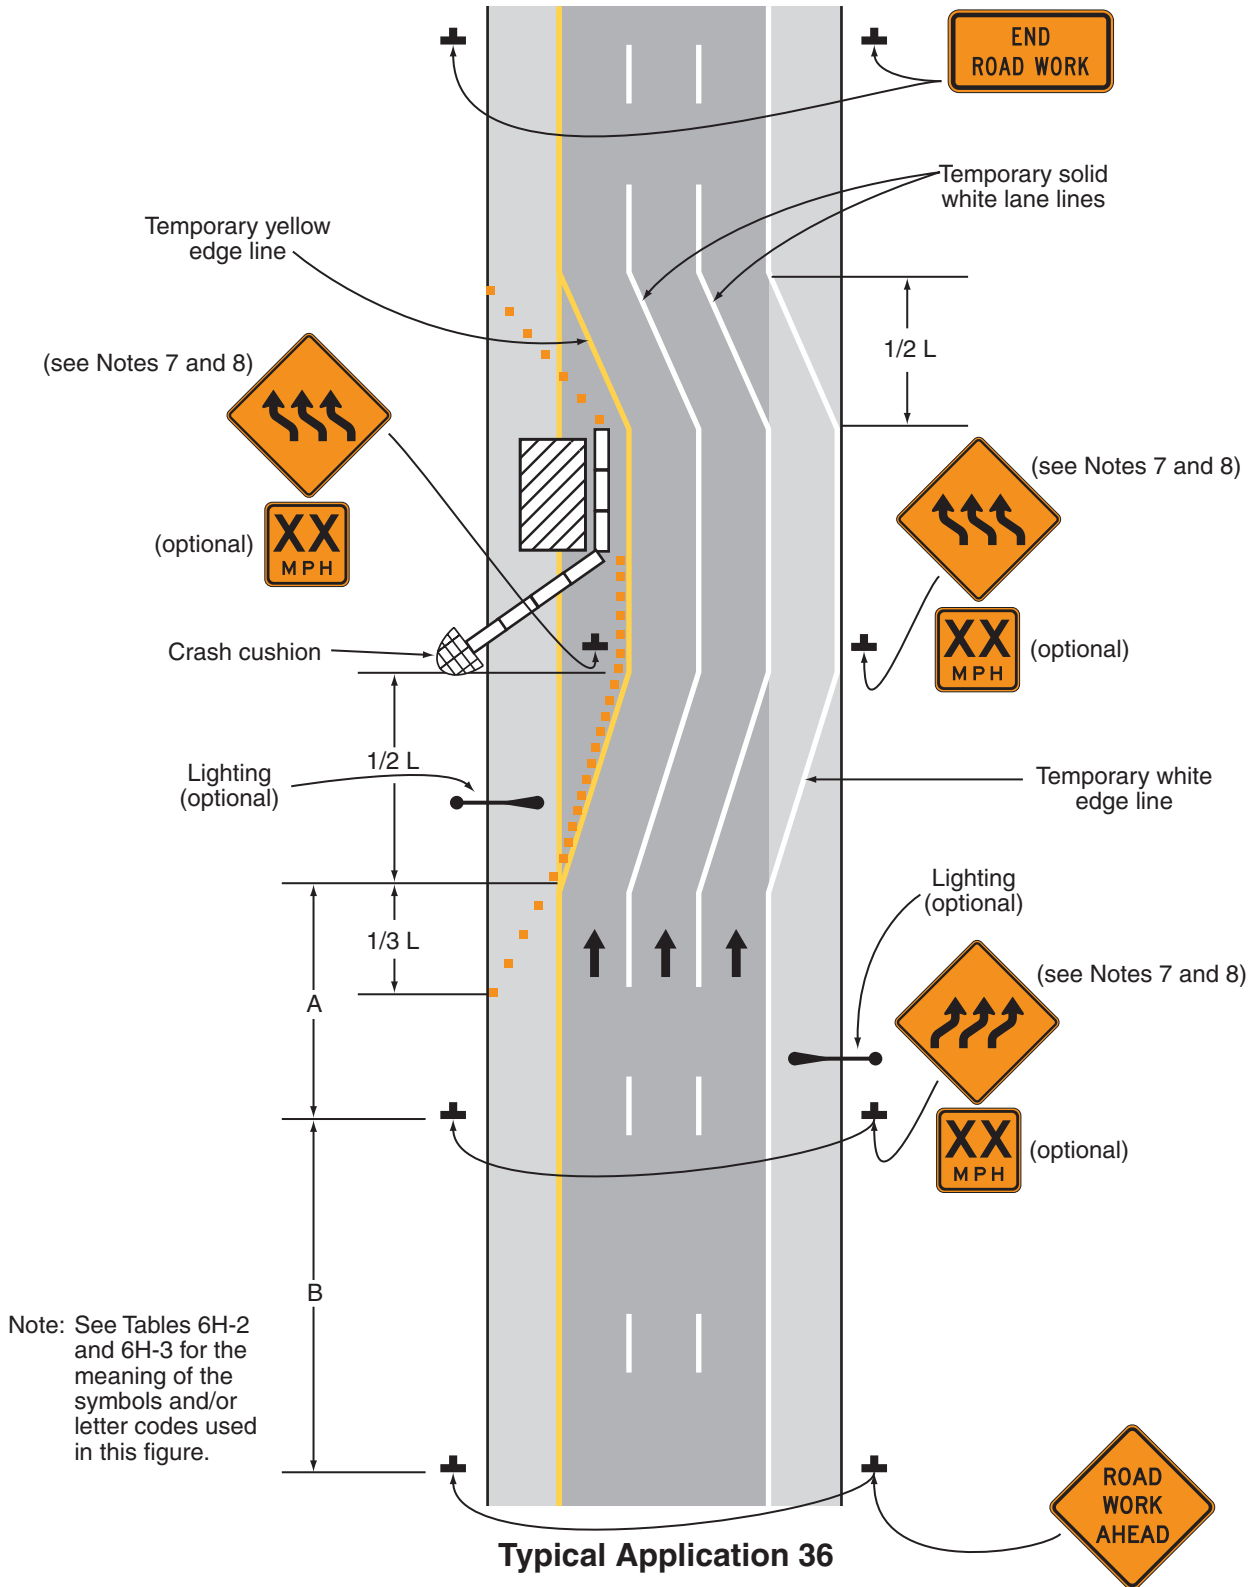 END
ROAD WORK
Temporary solid
white lane lines
Temporary yellow
edge line
1/2 L
(see Notes 7 and 8)
(see Notes 7 and 8)
XX
MPH
(optional)
XX
MPH
(optional)
Crash cushion
1/2 L
Lighting
(optional)
Temporary white
edge line
Lighting
(optional)
1/3 L
(see Notes 7 and 8)
A
XX
MPH
(optional)
B
Note: See Tables 6H-2
and 6H-3 for the
meaning of the
symbols and/or
letter codes used
in this figure.
ROAD
WORK
AHEAD
Typical Application 36